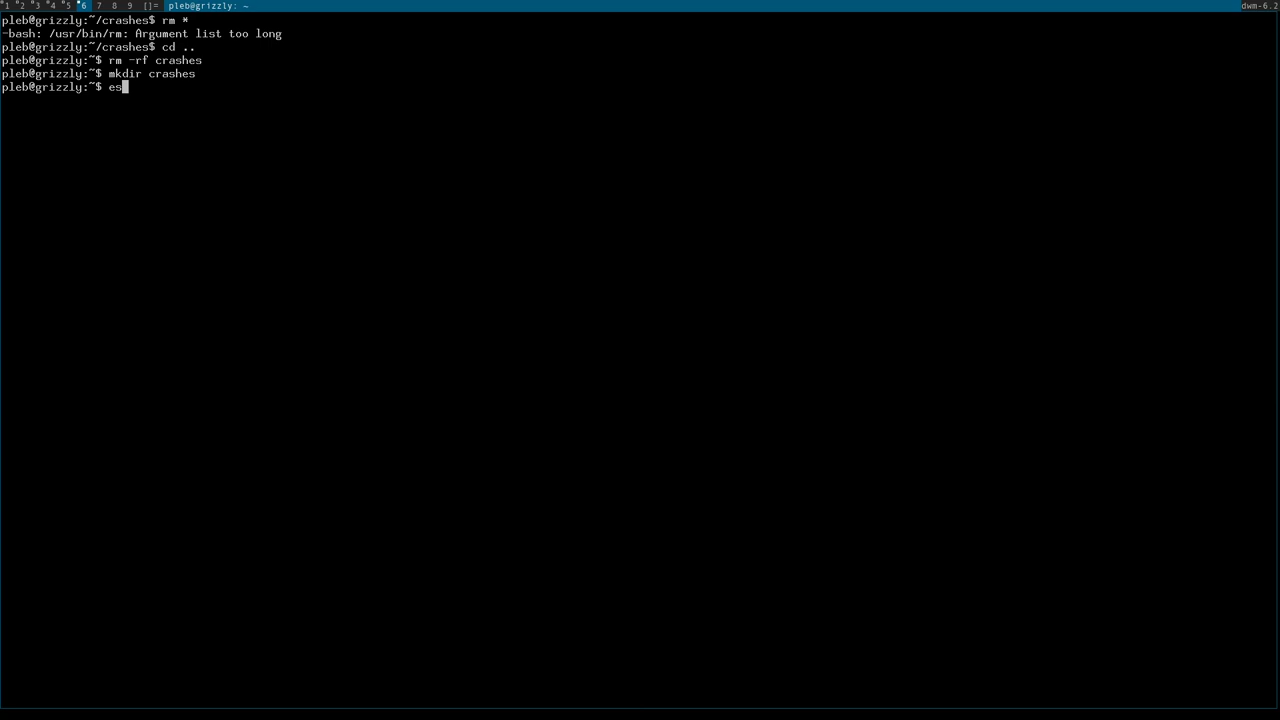 1 2 3 4 5 6 7 8 9 []= pleb@grizzly: ~ dwm-6.2
pleb@grizzly:~/crashes$ rm *
-bash: /usr/bin/rm: Argument list too long
pleb@grizzly:~/crashes$ cd ..
pleb@grizzly:~$ rm -rf crashes
pleb@grizzly:~$ mkdir crashes
pleb@grizzly:~$ es